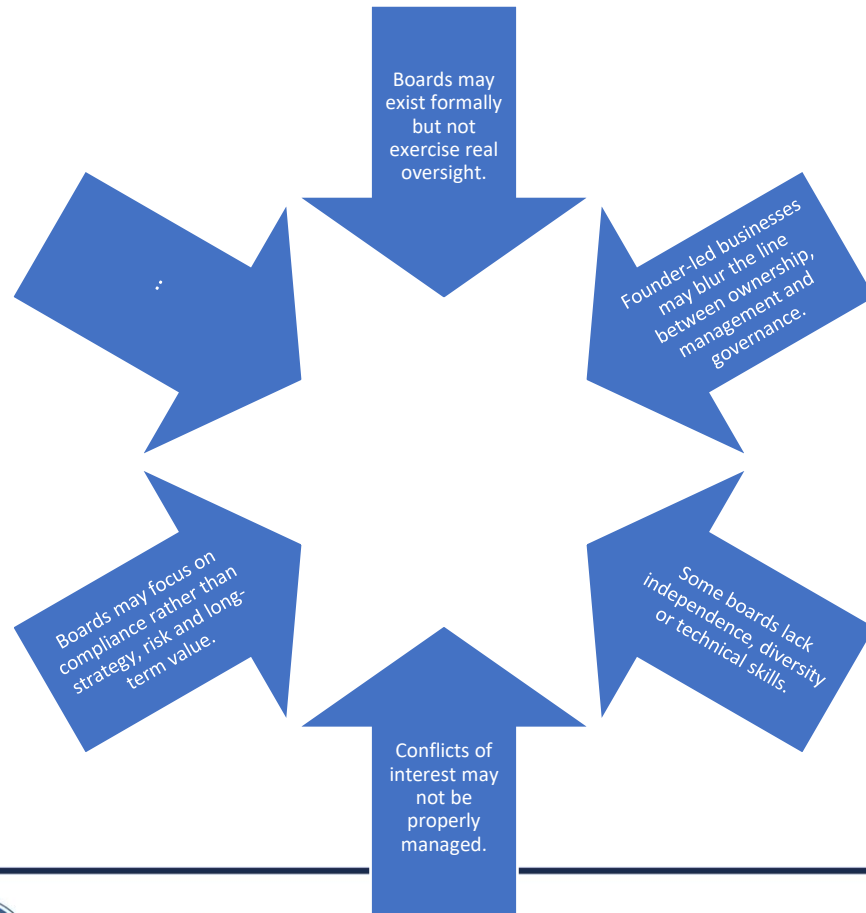 Boards may
exist formally
but not
exercise real
oversight.
Founder-led businesses
may blur the line
between ownership,
management and
governance.
Some boards lack
independence, diversity
or technical skills.
Conflicts of
interest may
not be
properly
managed.
Boards may focus on
compliance rather than
strategy, risk and long-
term value.
: